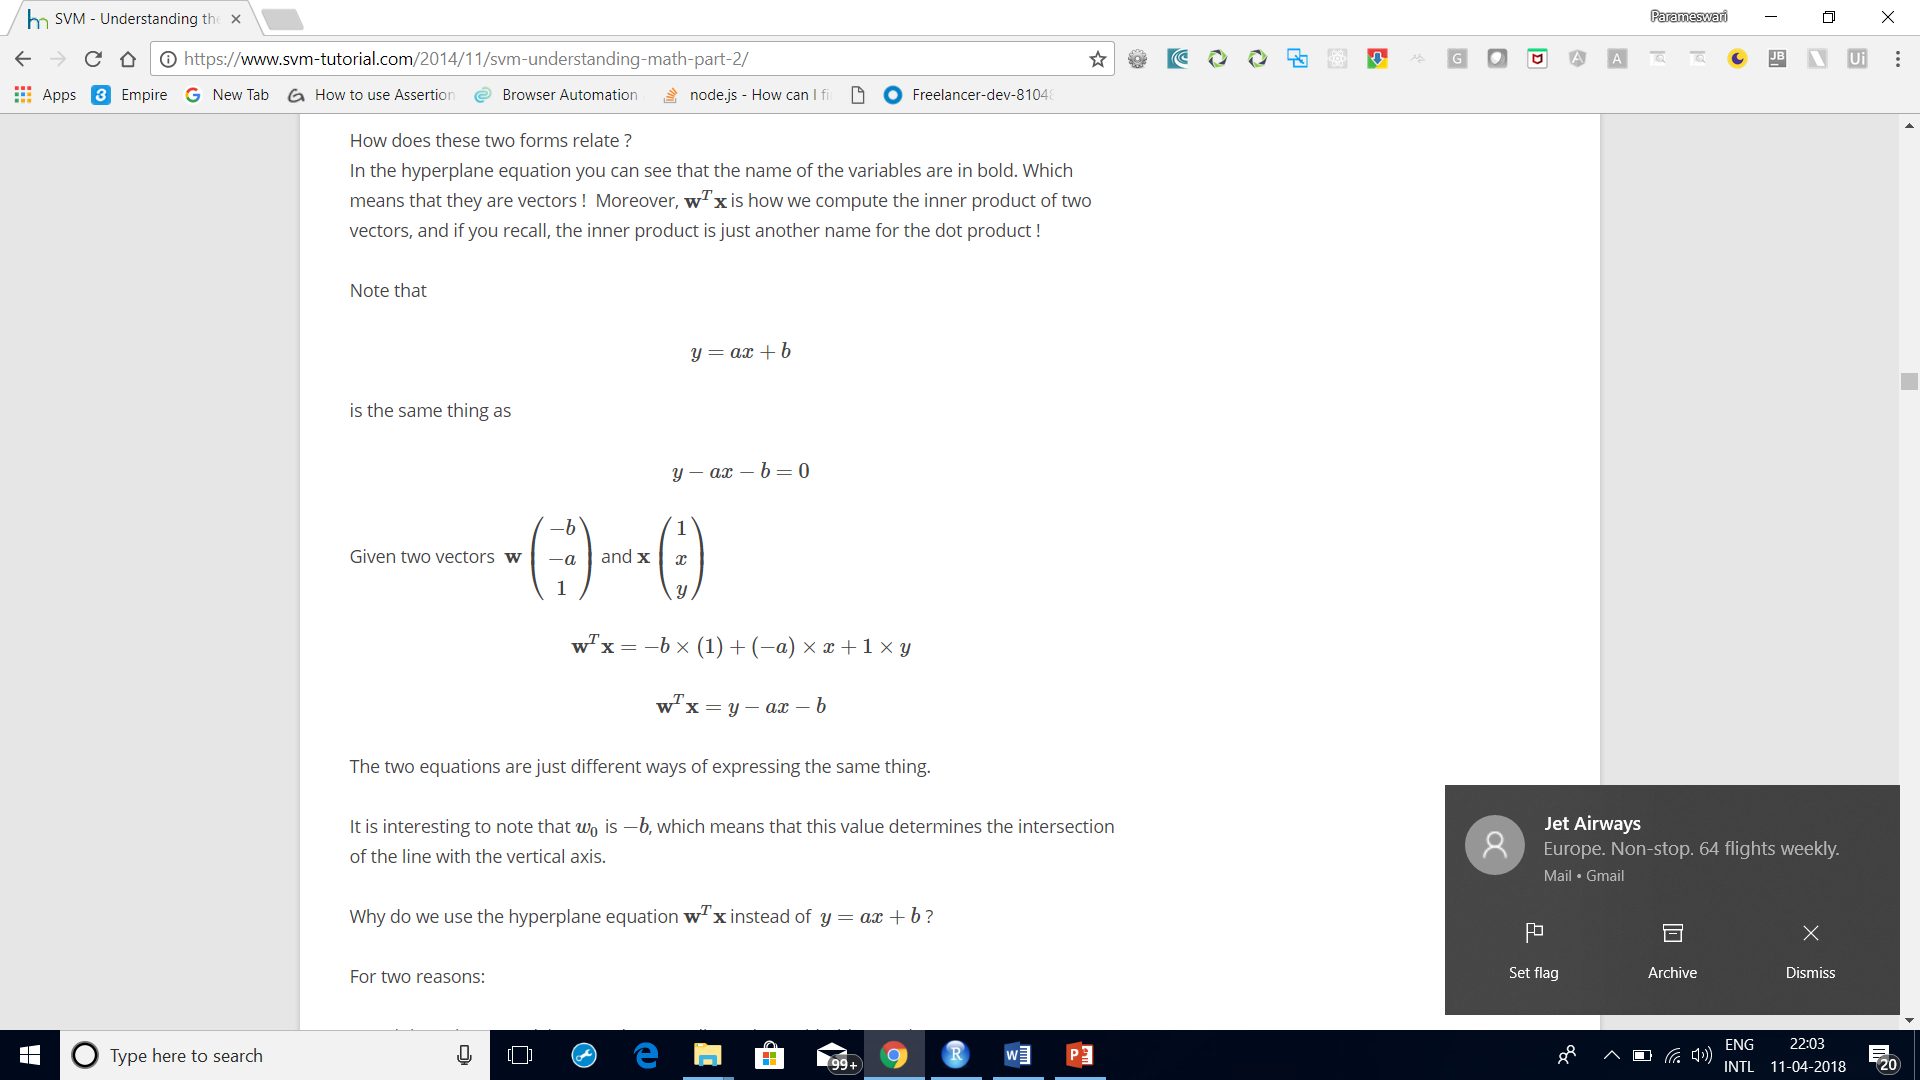 SVM - Understanding the
Parameswari
https://www.svm-tutorial.com/2014/11/svm-understanding-math-part-2/
Apps Empire New Tab How to use Assertion Browser Automation node.js - How can I fi Freelancer-dev-81048
How does these two forms relate ?
In the hyperplane equation you can see that the name of the variables are in bold. Which
means that they are vectors ! Moreover, w^T x is how we compute the inner product of two
vectors, and if you recall, the inner product is just another name for the dot product !
Note that
y = ax + b
is the same thing as
y − ax − b = 0
Given two vectors w (−b −a 1) and x (1 x y)
w^T x = −b × (1) + (−a) × x + 1 × y
w^T x = y − ax − b
The two equations are just different ways of expressing the same thing.
It is interesting to note that w₀ is −b, which means that this value determines the intersection
of the line with the vertical axis.
Why do we use the hyperplane equation w^T x instead of y = ax + b ?
For two reasons:
Jet Airways
Europe. Non-stop. 64 flights weekly.
Mail • Gmail
Set flag Archive Dismiss
Type here to search
99+
ENG
INTL
22:03
11-04-2018
20